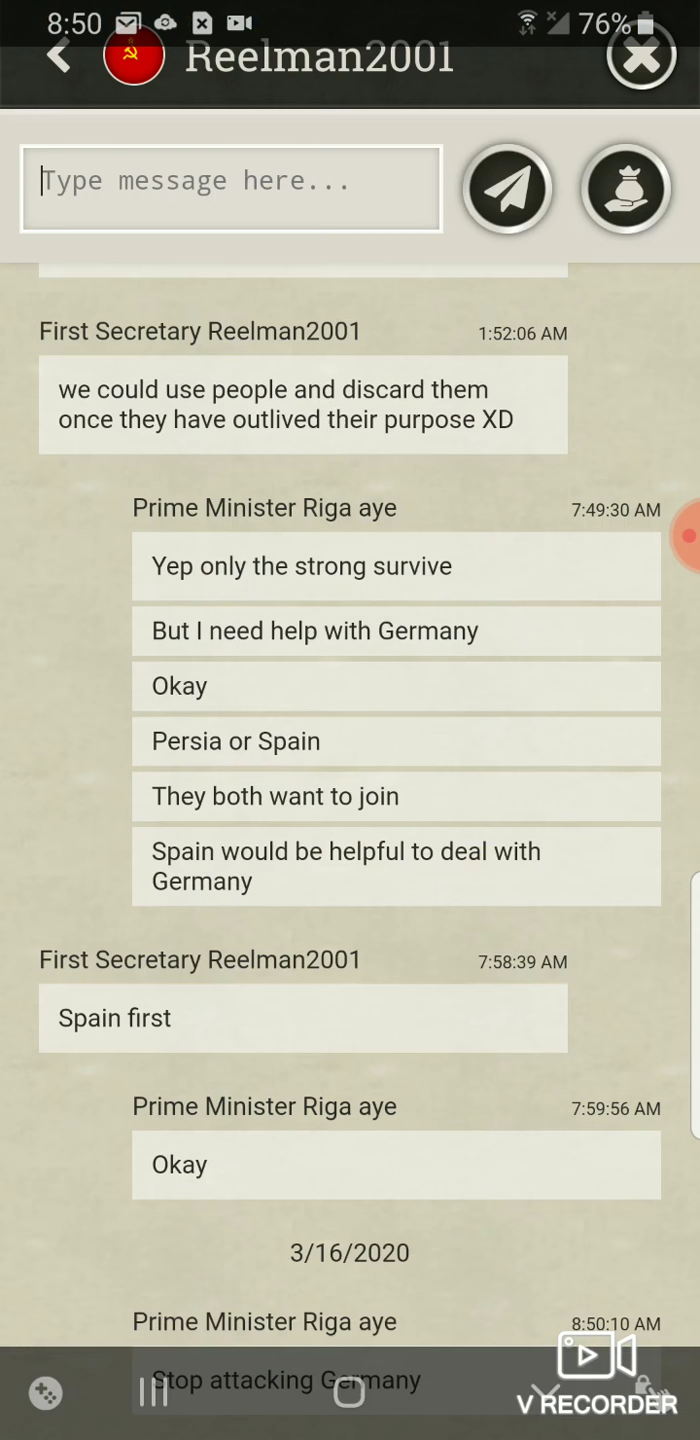 8:50
76%
Reelman2001
Type message here...
First Secretary Reelman2001
1:52:06 AM
we could use people and discard them
once they have outlived their purpose XD
Prime Minister Riga aye
7:49:30 AM
Yep only the strong survive
But I need help with Germany
Okay
Persia or Spain
They both want to join
Spain would be helpful to deal with
Germany
First Secretary Reelman2001
7:58:39 AM
Spain first
Prime Minister Riga aye
7:59:56 AM
Okay
3/16/2020
Prime Minister Riga aye
8:50:10 AM
Stop attacking Germany
V RECORDER